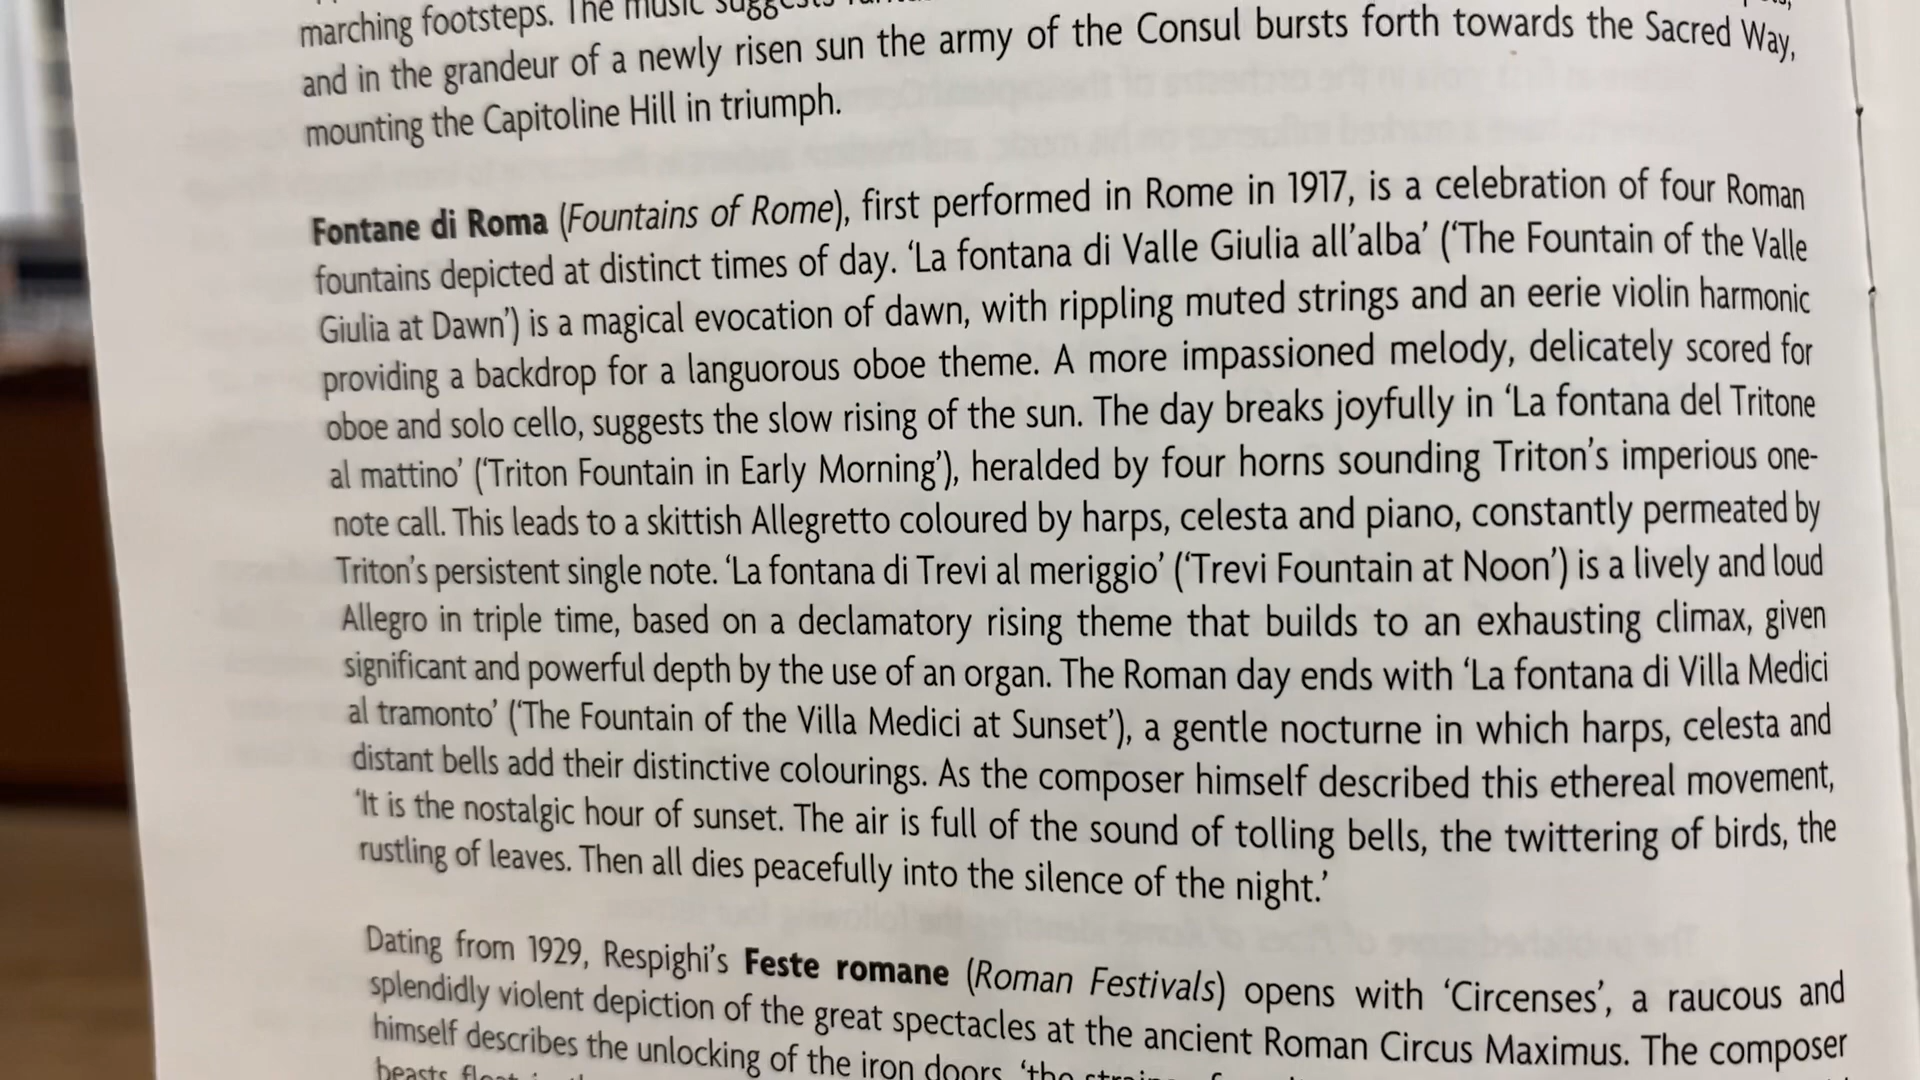 marching footsteps. The music suggests
and in the grandeur of a newly risen sun the army of the Consul bursts forth towards the Sacred Way,
mounting the Capitoline Hill in triumph.
Fontane di Roma (Fountains of Rome), first performed in Rome in 1917, is a celebration of four Roman
fountains depicted at distinct times of day. ‘La fontana di Valle Giulia all’alba’ (‘The Fountain of the Valle
Giulia at Dawn’) is a magical evocation of dawn, with rippling muted strings and an eerie violin harmonic
providing a backdrop for a languorous oboe theme. A more impassioned melody, delicately scored for
oboe and solo cello, suggests the slow rising of the sun. The day breaks joyfully in ‘La fontana del Tritone
al mattino’ (‘Triton Fountain in Early Morning’), heralded by four horns sounding Triton’s imperious one-
note call. This leads to a skittish Allegretto coloured by harps, celesta and piano, constantly permeated by
Triton’s persistent single note. ‘La fontana di Trevi al meriggio’ (‘Trevi Fountain at Noon’) is a lively and loud
Allegro in triple time, based on a declamatory rising theme that builds to an exhausting climax, given
significant and powerful depth by the use of an organ. The Roman day ends with ‘La fontana di Villa Medici
al tramonto’ (‘The Fountain of the Villa Medici at Sunset’), a gentle nocturne in which harps, celesta and
distant bells add their distinctive colourings. As the composer himself described this ethereal movement,
‘It is the nostalgic hour of sunset. The air is full of the sound of tolling bells, the twittering of birds, the
rustling of leaves. Then all dies peacefully into the silence of the night.’
Dating from 1929, Respighi’s Feste romane (Roman Festivals) opens with ‘Circenses’, a raucous and
splendidly violent depiction of the great spectacles at the ancient Roman Circus Maximus. The composer
himself describes the unlocking of the iron doors, ‘the
beasts